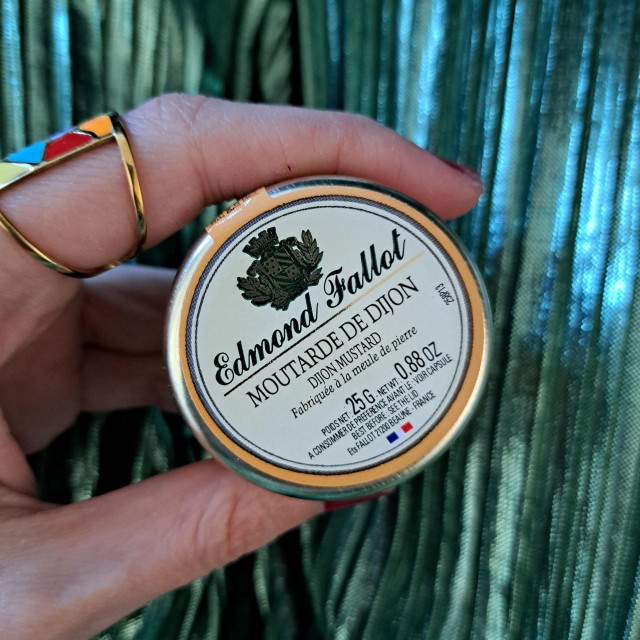 Edmond Fallot
MOUTARDE DE DIJON
DIJON MUSTARD
Fabriquée à la meule de pierre
POIDS NET 25G. NET WT. 0.88 OZ
A CONSOMMER DE PREFERENCE AVANT LE : VOIR CAPSULE
BEST BEFORE : SEE THE LID
Ets FALLOT 21200 BEAUNE - FRANCE